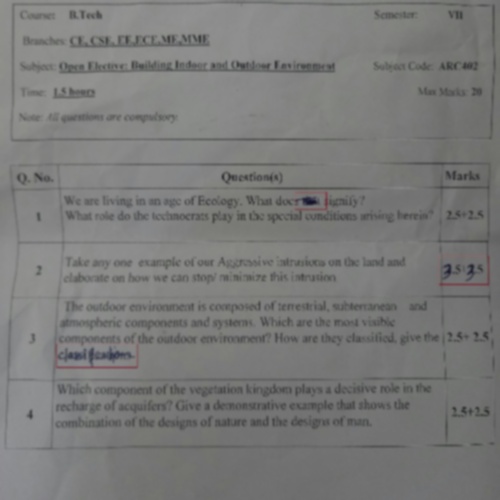 Course: B.Tech Semester: VII
Branches: CE, CSE, EE,ECE,ME,MME
Subject: Open Elective: Building Indoor and Outdoor Environment Subject Code: ARC402
Time: 1.5 hours Max Marks: 20
Note: All questions are compulsory.
Q. No. Question(s) Marks
We are living in an age of Ecology. What does signify?
1 What role do the technocrats play in the special conditions arising herein? 2.5+2.5
2 Take any one example of our Aggressive intrusions on the land and 3.5+3.5
elaborate on how we can stop/ minimize this intrusion
The outdoor environment is composed of terrestrial, subterranean and
atmospheric components and systems. Which are the most visible
3 components of the outdoor environment? How are they classified, give the 2.5+ 2.5
classifications
Which component of the vegetation kingdom plays a decisive role in the
4 recharge of acquifers? Give a demonstrative example that shows the 2.5+2.5
combination of the designs of nature and the designs of man.